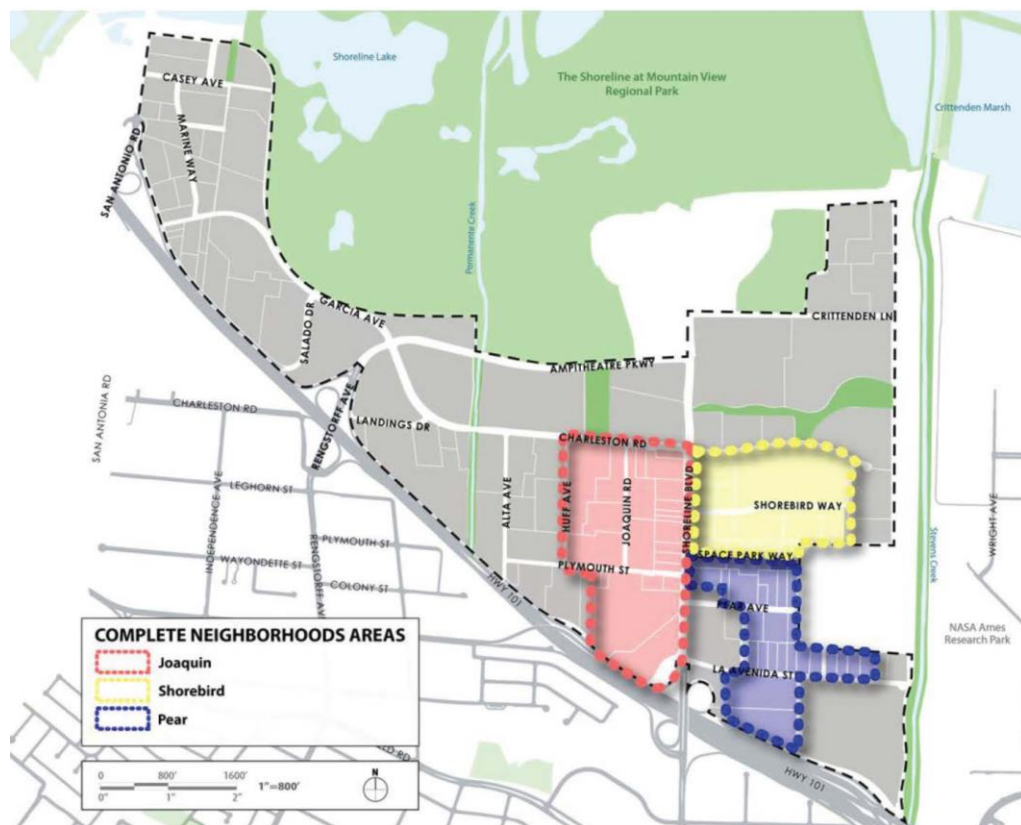 Shoreline Lake
The Shoreline at Mountain View
Regional Park
Crittenden Marsh
CASEY AVE
MARINE WAY
SAN ANTONIO RD
Permanente Creek
GARCIA AVE
SALADO DR
CRITTENDEN LN
AMPITHEATRE PKWY
SAN ANTONIA RD
CHARLESTON RD
RENGSTORFF AVE
LANDINGS DR
CHARLESTON RD
INDEPENDENCE AVE
LEGHORN ST
ALTA AVE
HUFF AVE
JOAQUIN RD
SHORELINE BLVD
SHOREBIRD WAY
WRIGHT AVE
Stevens Creek
PLYMOUTH ST
WAYONDETTE ST
RENGSTORFF AVE
COLONY ST
HWY 101
PLYMOUTH ST
SPACE PARK WAY
PEAR AVE
LA AVENIDA ST
NASA Ames
Research Park
HWY 101
COMPLETE NEIGHBORHOODS AREAS
Joaquin
Shorebird
Pear
0 800' 1600'
1"=800'
0" 1" 2"
N